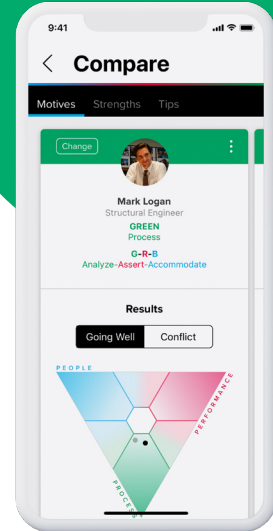 9:41
Compare
Motives Strengths Tips
Change
Mark Logan
Structural Engineer
GREEN
Process
G-R-B
Analyze-Assert-Accommodate
Results
Going Well Conflict
PEOPLE
PERFORMANCE
PROCESS